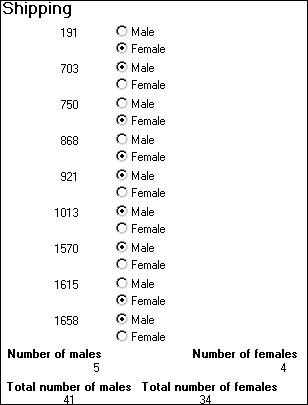 Shipping
191 Male
Female
703 Male
Female
750 Male
Female
868 Male
Female
921 Male
Female
1013 Male
Female
1570 Male
Female
1615 Male
Female
1658 Male
Female
Number of males Number of females
5 4
Total number of males Total number of females
41 34